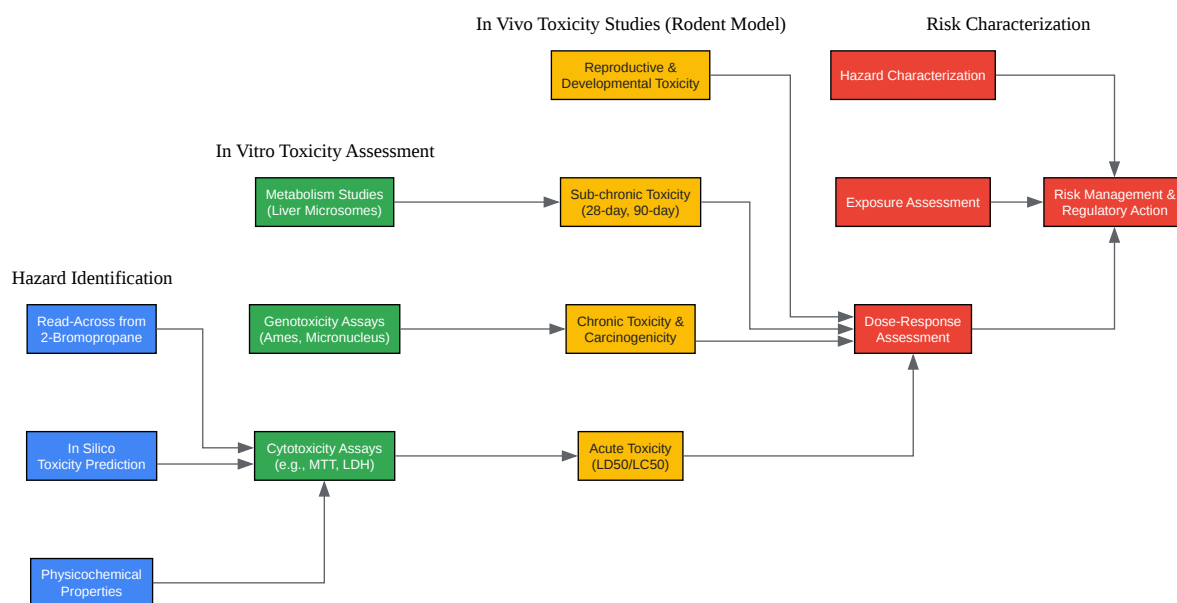 In Vivo Toxicity Studies (Rodent Model)
Risk Characterization
Reproductive &
Developmental Toxicity
Hazard Characterization
In Vitro Toxicity Assessment
Metabolism Studies
(Liver Microsomes)
Sub-chronic Toxicity
(28-day, 90-day)
Exposure Assessment
Risk Management &
Regulatory Action
Hazard Identification
Read-Across from
2-Bromopropane
Genotoxicity Assays
(Ames, Micronucleus)
Chronic Toxicity &
Carcinogenicity
Dose-Response
Assessment
In Silico
Toxicity Prediction
Cytotoxicity Assays
(e.g., MTT, LDH)
Acute Toxicity
(LD50/LC50)
Physicochemical
Properties